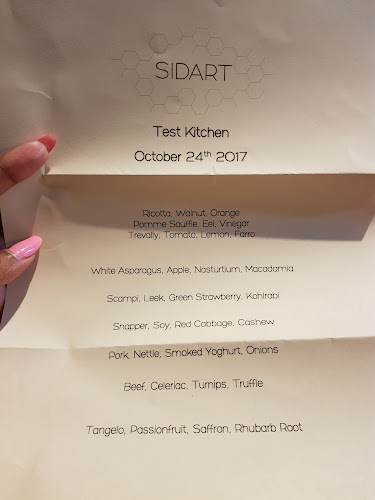 SIDART
Test Kitchen
October 24th 2017
Ricotta, Walnut, Orange
Pomme Souffle, Eel, Vinegar
Trevally, Tomato, Lemon, Farro
White Asparagus, Apple, Nasturtium, Macadamia
Scampi, Leek, Green Strawberry, Kohlrabi
Snapper, Soy, Red Cabbage, Cashew
Pork, Nettle, Smoked Yoghurt, Onions
Beef, Celeriac, Turnips, Truffle
Tangelo, Passionfruit, Saffron, Rhubarb Root